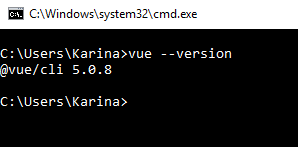 C:\Windows\system32\cmd.exe
C:\Users\Karina>vue --version
@vue/cli 5.0.8
C:\Users\Karina>